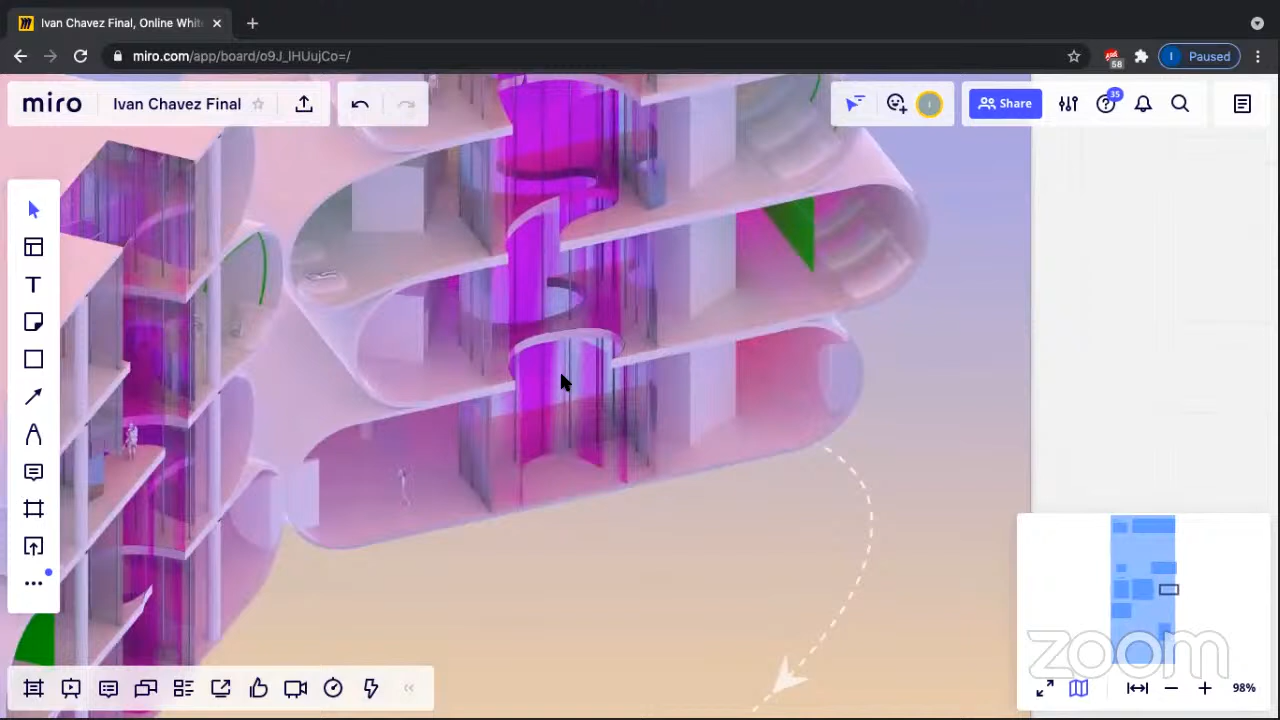 Ivan Chavez Final, Online Whit
miro.com/app/board/o9J_lHUujCo=/
58
I
Paused
miro
Ivan Chavez Final
I
Share
35
T
zoom
98%